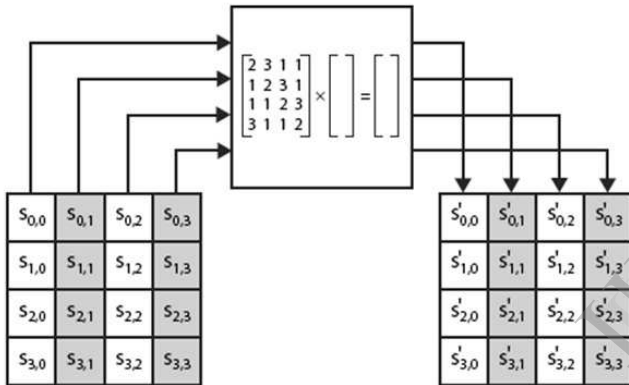 2 3 1 1
1 2 3 1
1 1 2 3
3 1 1 2
× =
S0,0 S0,1 S0,2 S0,3
S1,0 S1,1 S1,2 S1,3
S2,0 S2,1 S2,2 S2,3
S3,0 S3,1 S3,2 S3,3
S'0,0 S'0,1 S'0,2 S'0,3
S'1,0 S'1,1 S'1,2 S'1,3
S'2,0 S'2,1 S'2,2 S'2,3
S'3,0 S'3,1 S'3,2 S'3,3